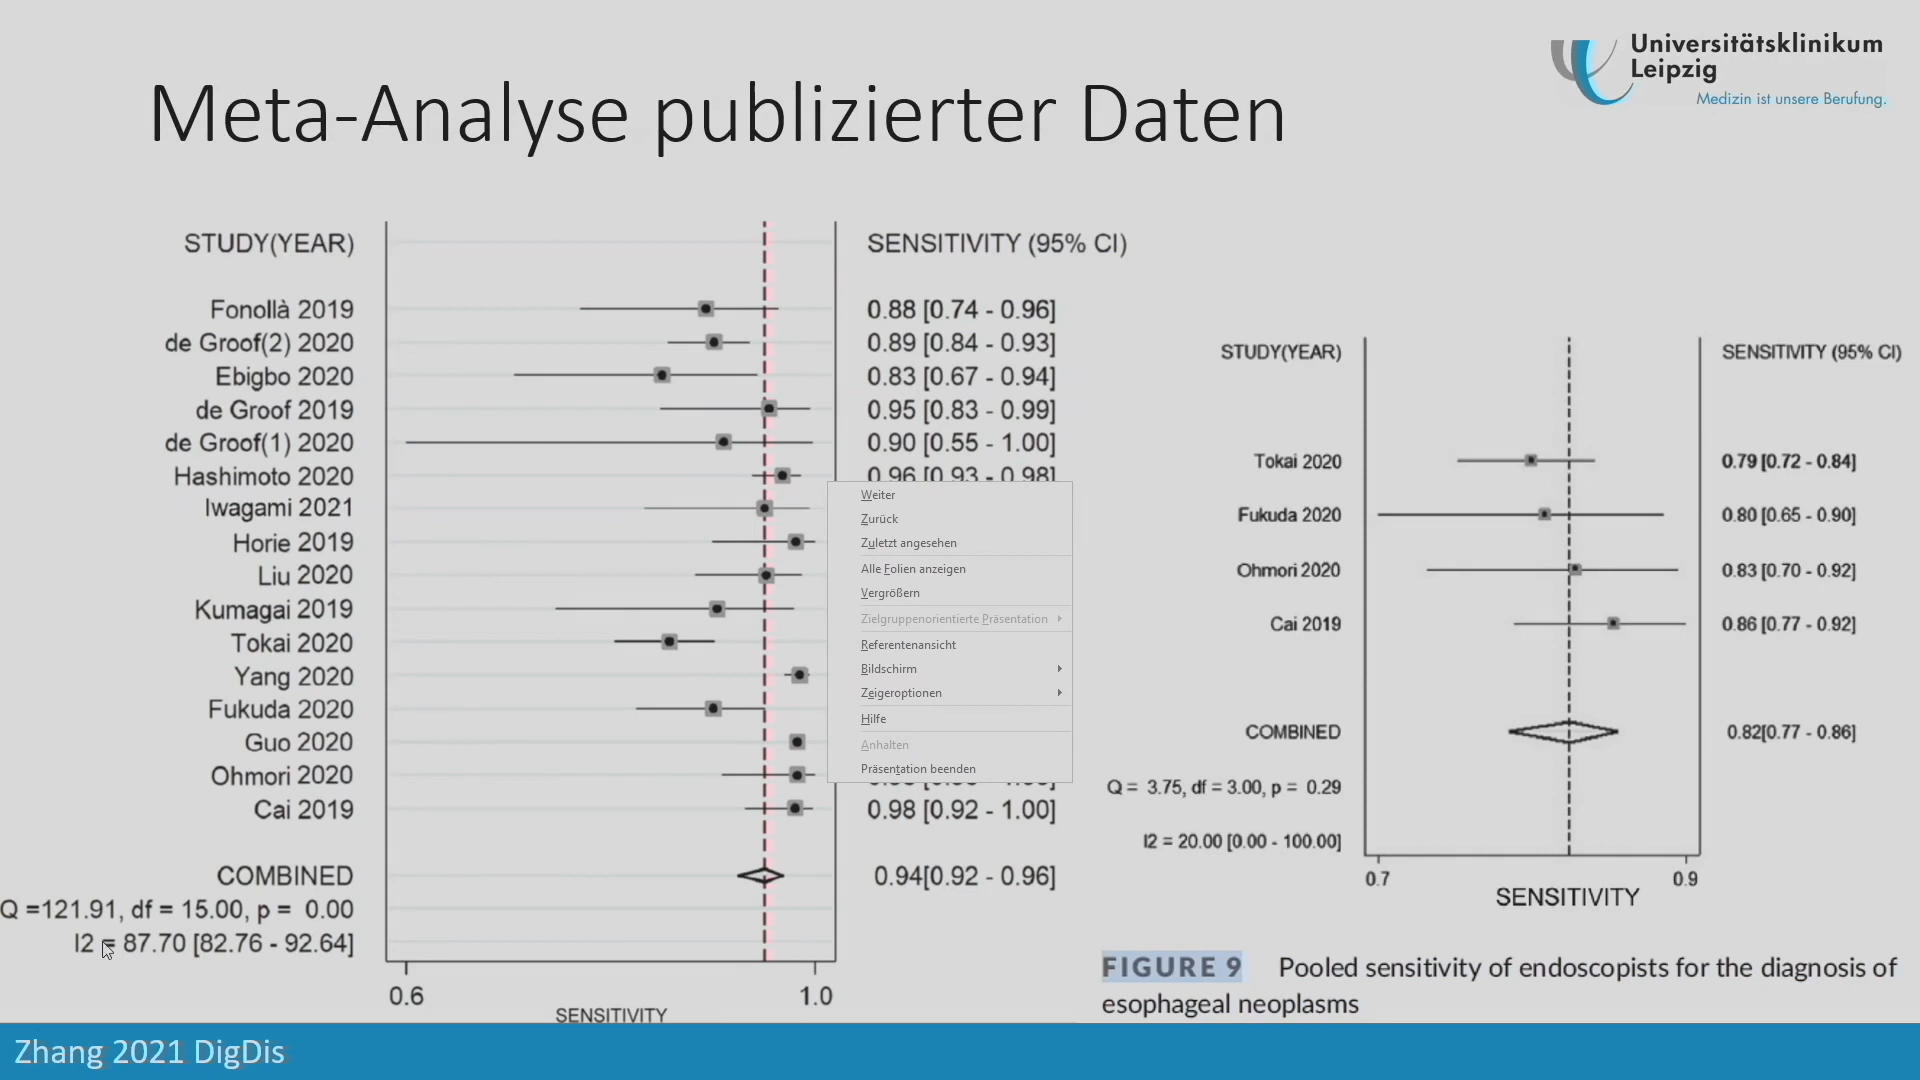 Universitätsklinikum
Leipzig
Medizin ist unsere Berufung.
Meta-Analyse publizierter Daten
STUDY(YEAR) SENSITIVITY (95% CI)
Fonollà 2019 0.88 [0.74 - 0.96]
de Groof(2) 2020 0.89 [0.84 - 0.93]
Ebigbo 2020 0.83 [0.67 - 0.94]
de Groof 2019 0.95 [0.83 - 0.99]
de Groof(1) 2020 0.90 [0.55 - 1.00]
Hashimoto 2020 0.96 [0.93 - 0.98]
Iwagami 2021
Horie 2019
Liu 2020
Kumagai 2019
Tokai 2020
Yang 2020
Fukuda 2020
Guo 2020
Ohmori 2020
Cai 2019 0.98 [0.92 - 1.00]
COMBINED 0.94[0.92 - 0.96]
Q =121.91, df = 15.00, p = 0.00
I2 = 87.70 [82.76 - 92.64]
0.6 1.0
SENSITIVITY
Weiter
Zurück
Zuletzt angesehen
Alle Folien anzeigen
Vergrößern
Zielgruppenorientierte Präsentation
Referentenansicht
Bildschirm
Zeigeroptionen
Hilfe
Anhalten
Präsentation beenden
STUDY(YEAR) SENSITIVITY (95% CI)
Tokai 2020 0.79 [0.72 - 0.84]
Fukuda 2020 0.80 [0.65 - 0.90]
Ohmori 2020 0.83 [0.70 - 0.92]
Cai 2019 0.86 [0.77 - 0.92]
COMBINED 0.82[0.77 - 0.86]
Q = 3.75, df = 3.00, p = 0.29
I2 = 20.00 [0.00 - 100.00]
0.7 0.9
SENSITIVITY
FIGURE 9 Pooled sensitivity of endoscopists for the diagnosis of
esophageal neoplasms
Zhang 2021 DigDis